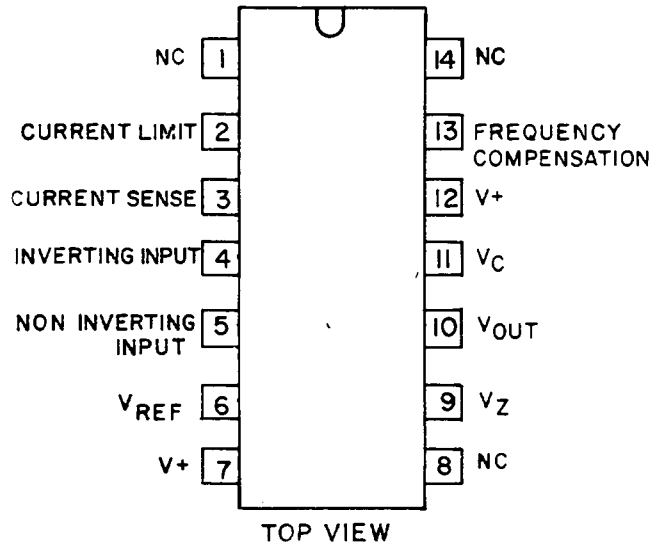 NC 1 14 NC
CURRENT LIMIT 2 13 FREQUENCY
COMPENSATION
CURRENT SENSE 3 12 V+
INVERTING INPUT 4 11 VC
NON INVERTING
INPUT 5 10 VOUT
VREF 6 9 VZ
V+ 7 8 NC
TOP VIEW